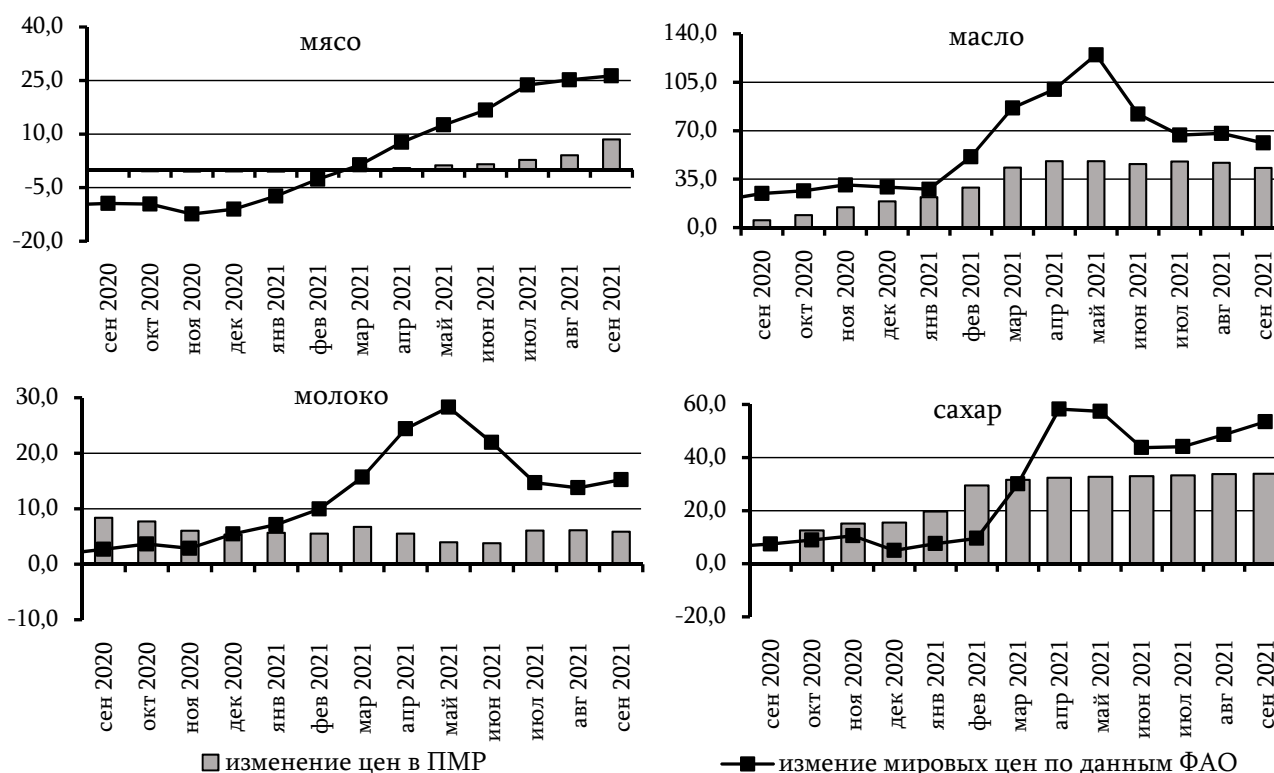 мясо
40,0
25,0
10,0
-5,0
-20,0
сен 2020
окт 2020
ноя 2020
дек 2020
янв 2021
фев 2021
мар 2021
апр 2021
май 2021
июн 2021
июл 2021
авг 2021
сен 2021
масло
140,0
105,0
70,0
35,0
0,0
сен 2020
окт 2020
ноя 2020
дек 2020
янв 2021
фев 2021
мар 2021
апр 2021
май 2021
июн 2021
июл 2021
авг 2021
сен 2021
молоко
30,0
20,0
10,0
0,0
-10,0
сен 2020
окт 2020
ноя 2020
дек 2020
янв 2021
фев 2021
мар 2021
апр 2021
май 2021
июн 2021
июл 2021
авг 2021
сен 2021
сахар
60,0
40,0
20,0
0,0
-20,0
сен 2020
окт 2020
ноя 2020
дек 2020
янв 2021
фев 2021
мар 2021
апр 2021
май 2021
июн 2021
июл 2021
авг 2021
сен 2021
изменение цен в ПМР
измение мировых цен по данным ФАО